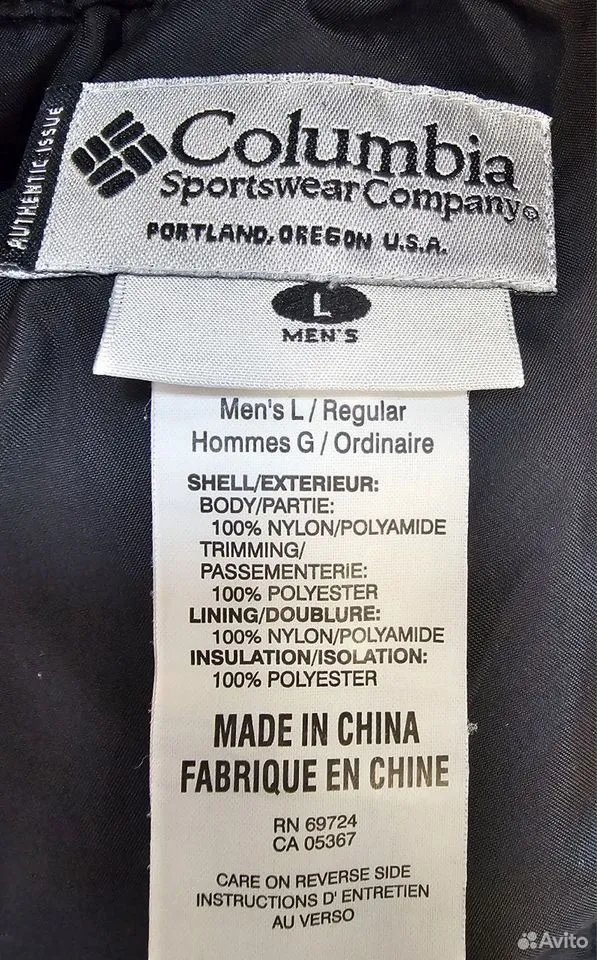 AUTHENTIC·ISSUE
Columbia
Sportswear Company®
PORTLAND, OREGON U.S.A.
L
MEN'S
Men's L / Regular
Hommes G / Ordinaire
SHELL/EXTERIEUR:
BODY/PARTIE:
100% NYLON/POLYAMIDE
TRIMMING/
PASSEMENTERIE:
100% POLYESTER
LINING/DOUBLURE:
100% NYLON/POLYAMIDE
INSULATION/ISOLATION:
100% POLYESTER
MADE IN CHINA
FABRIQUE EN CHINE
RN 69724
CA 05367
CARE ON REVERSE SIDE
INSTRUCTIONS D' ENTRETIEN
AU VERSO
Avito